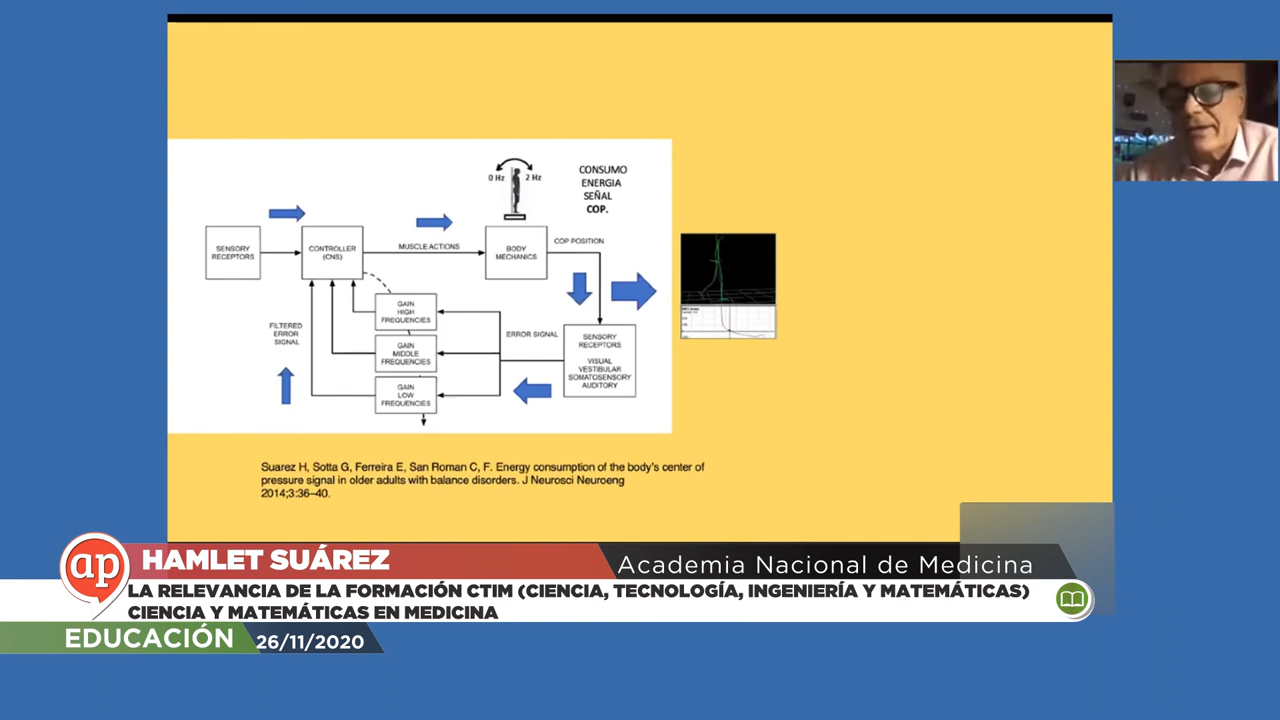 0 Hz
2 Hz
CONSUMO
ENERGIA
SEÑAL
COP.
SENSORY
RECEPTORS
CONTROLLER
(CNS)
MUSCLE ACTIONS
BODY
MECHANICS
COP POSITION
GAIN
HIGH
FREQUENCIES
FILTERED
ERROR
SIGNAL
GAIN
MIDDLE
FREQUENCIES
ERROR SIGNAL
SENSORY
RECEPTORS
VISUAL
VESTIBULAR
SOMATOSENSORY
AUDITORY
GAIN
LOW
FREQUENCIES
Suarez H, Sotta G, Ferreira E, San Roman C, F. Energy consumption of the body's center of
pressure signal in older adults with balance disorders. J Neurosci Neuroeng
2014;3:36–40.
ap
HAMLET SUÁREZ
Academia Nacional de Medicina
LA RELEVANCIA DE LA FORMACIÓN CTIM (CIENCIA, TECNOLOGÍA, INGENIERÍA Y MATEMÁTICAS)
CIENCIA Y MATEMÁTICAS EN MEDICINA
EDUCACIÓN
26/11/2020